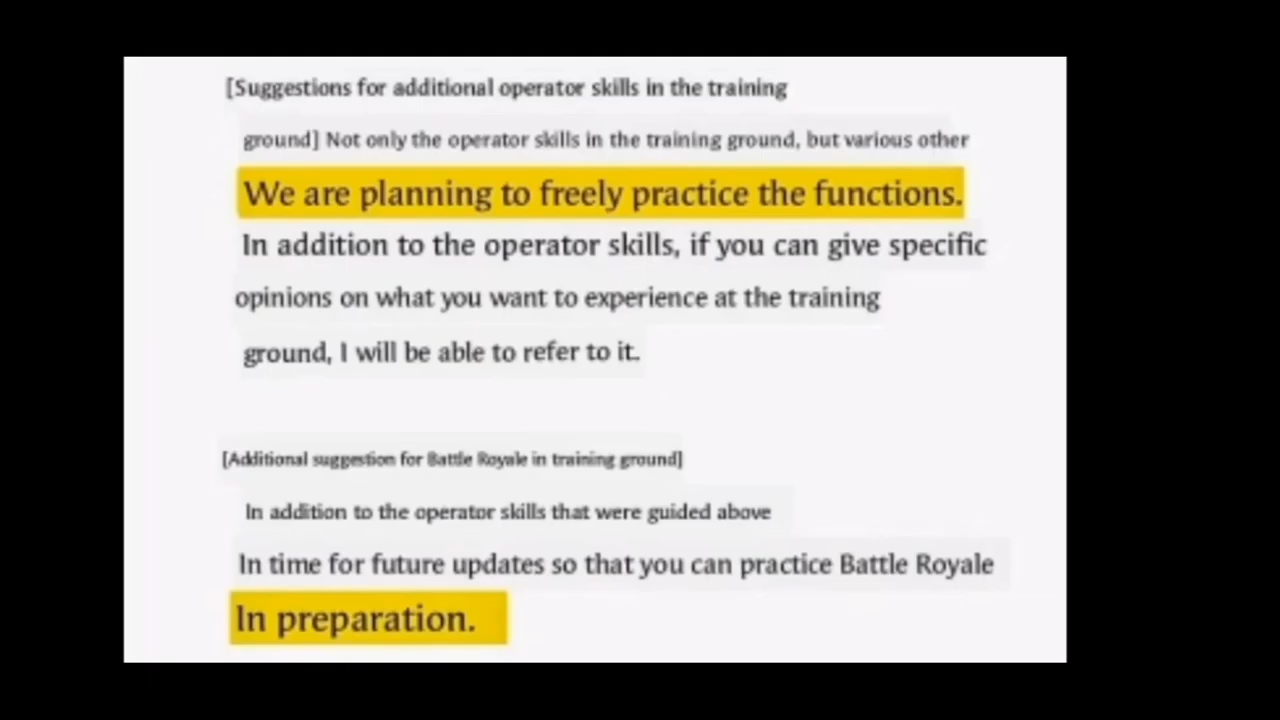 [Suggestions for additional operator skills in the training
ground] Not only the operator skills in the training ground, but various other
We are planning to freely practice the functions.
In addition to the operator skills, if you can give specific
opinions on what you want to experience at the training
ground, I will be able to refer to it.
[Additional suggestion for Battle Royale in training ground]
In addition to the operator skills that were guided above
In time for future updates so that you can practice Battle Royale
In preparation.